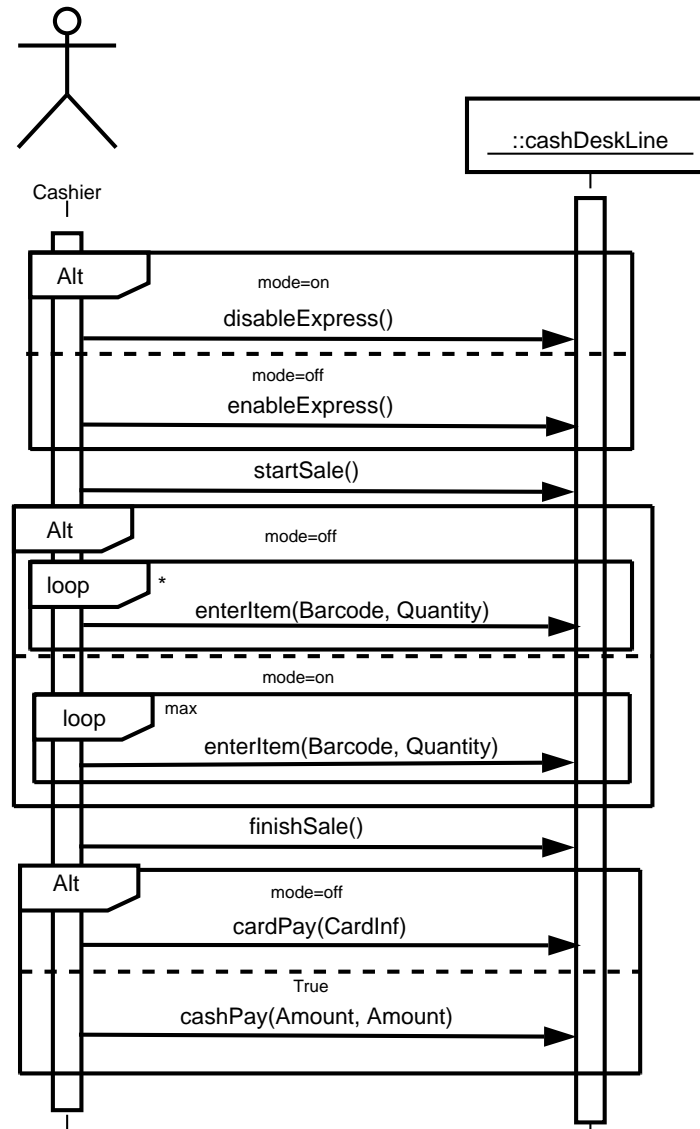 ::cashDeskLine
Cashier
Alt
mode=on
disableExpress()
mode=off
enableExpress()
startSale()
Alt
mode=off
loop *
enterItem(Barcode, Quantity)
mode=on
loop max
enterItem(Barcode, Quantity)
finishSale()
Alt
mode=off
cardPay(CardInf)
True
cashPay(Amount, Amount)